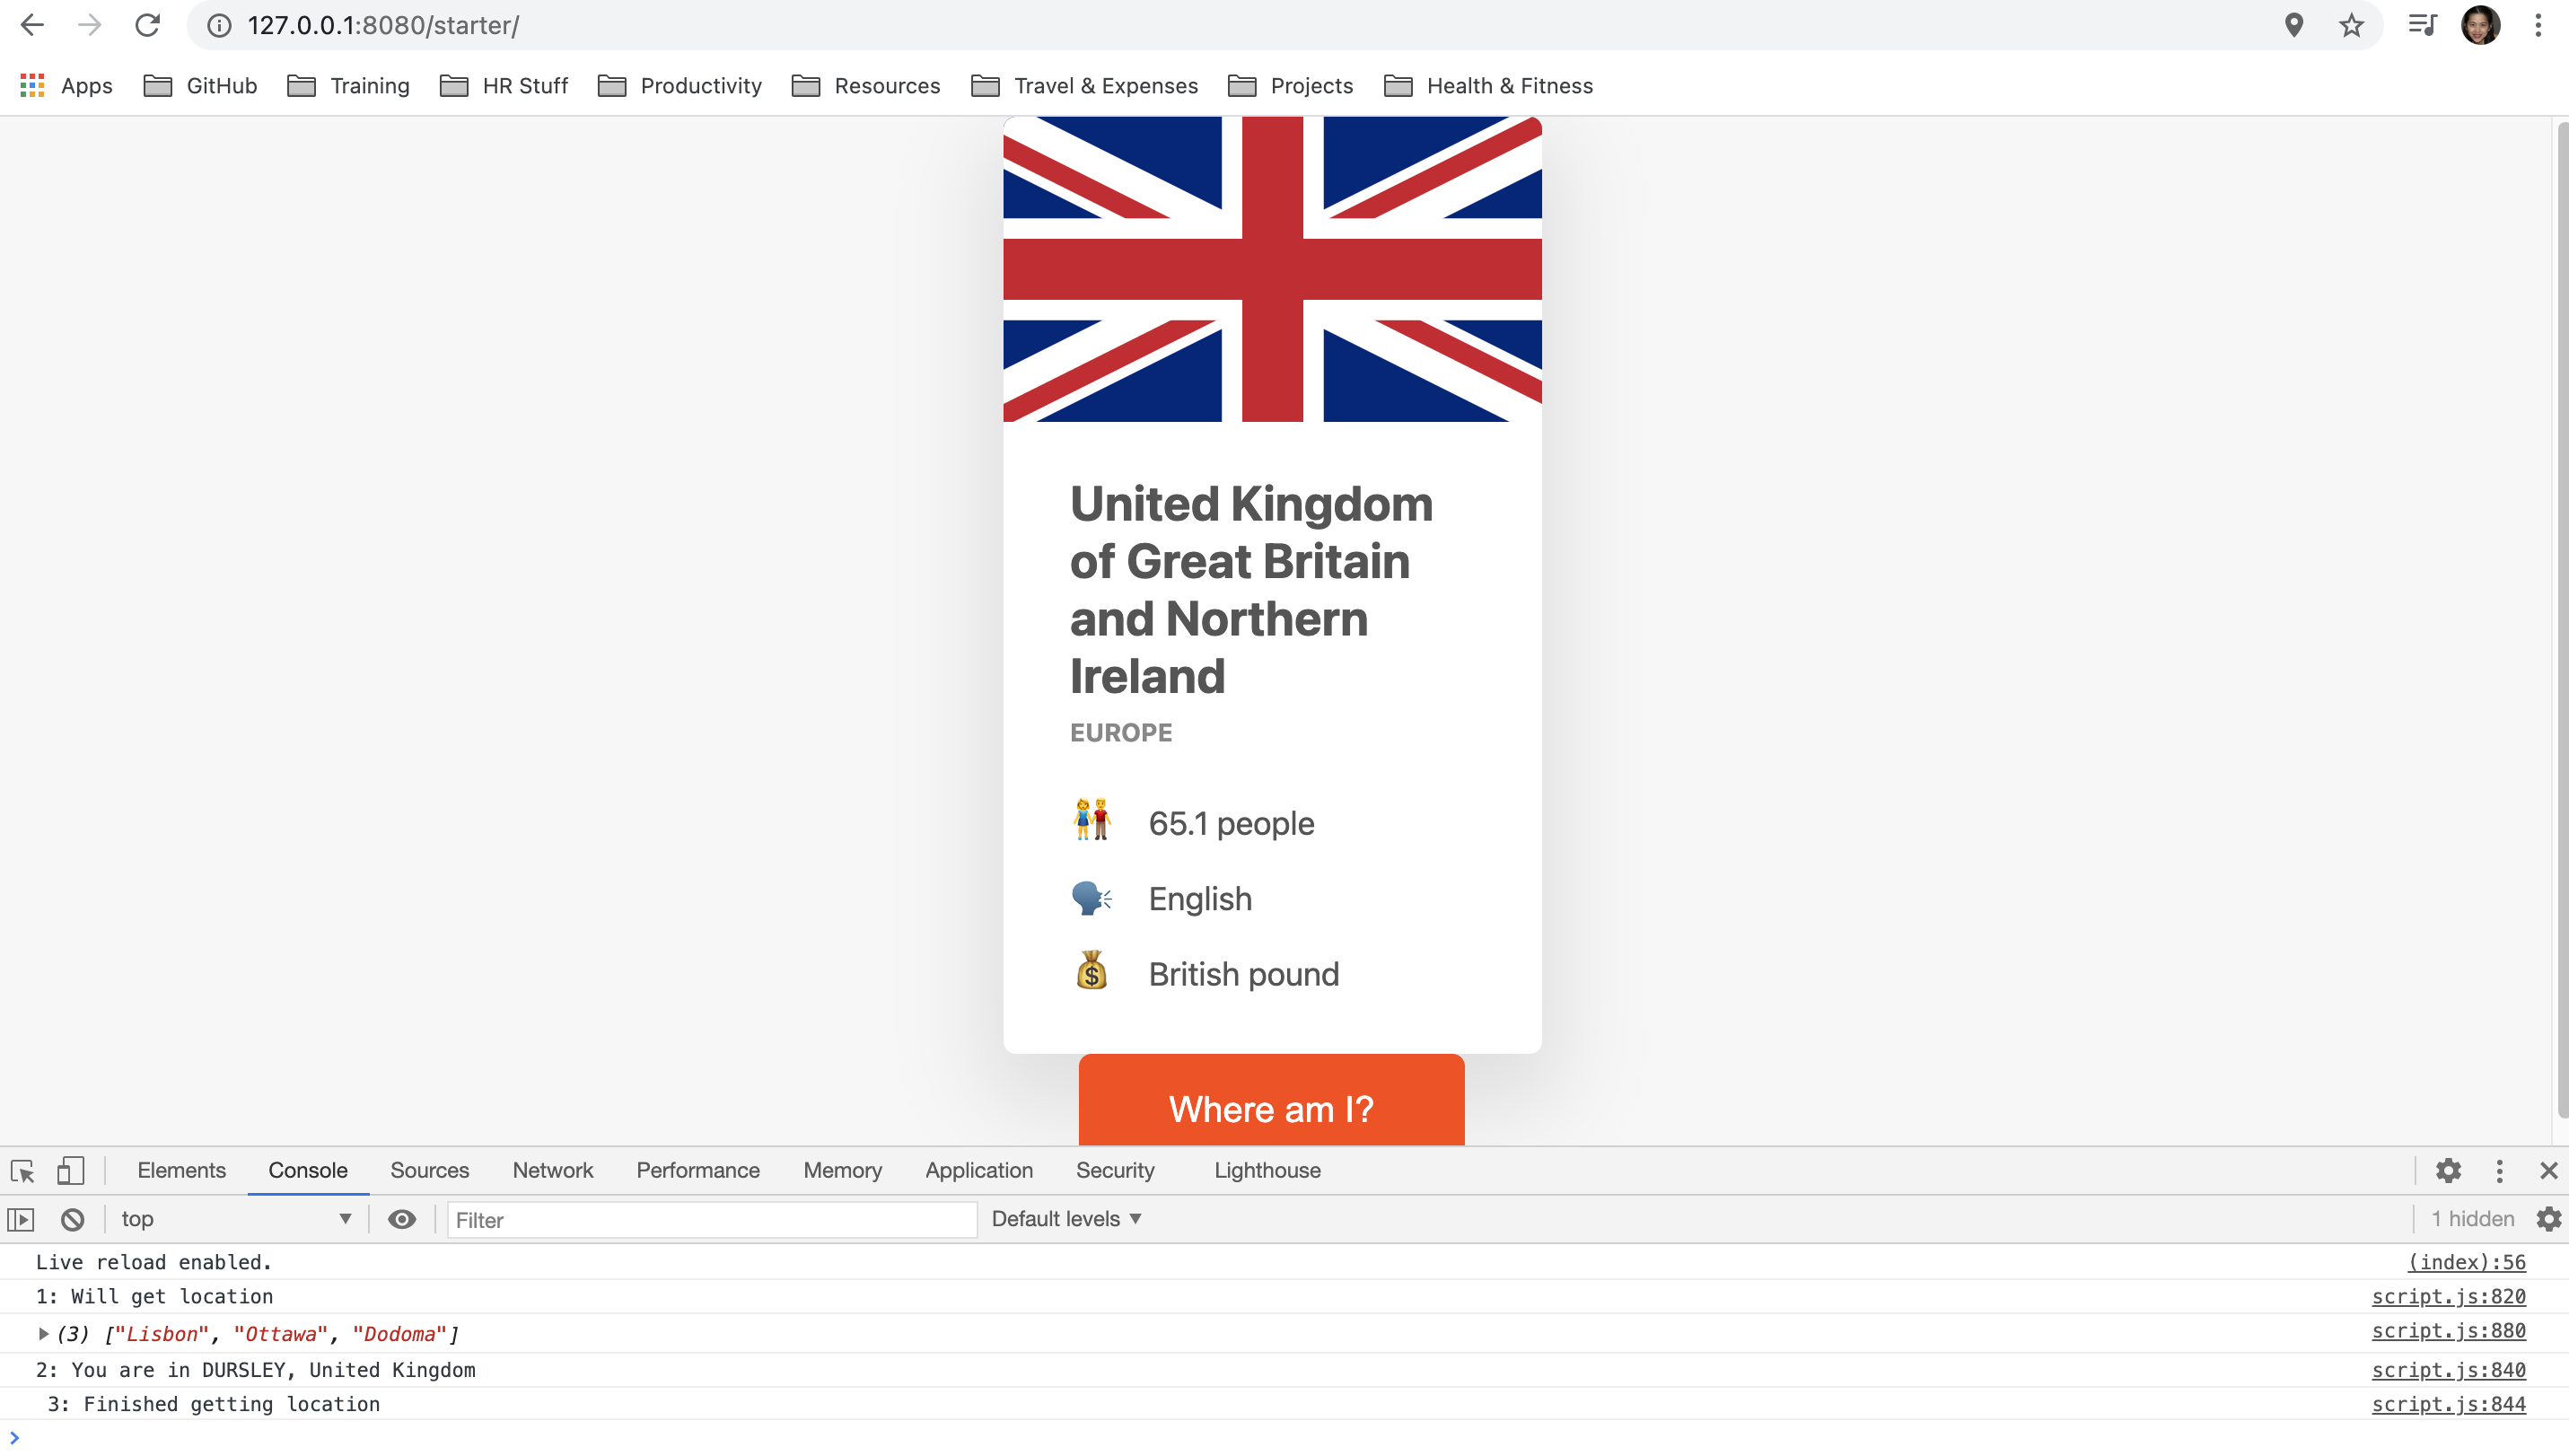 127.0.0.1:8080/starter/
Apps GitHub Training HR Stuff Productivity Resources Travel & Expenses Projects Health & Fitness
United Kingdom
of Great Britain
and Northern
Ireland
EUROPE
65.1 people
English
British pound
Where am I?
Elements Console Sources Network Performance Memory Application Security Lighthouse
top Filter Default levels 1 hidden
Live reload enabled. (index):56
1: Will get location script.js:820
(3) ["Lisbon", "Ottawa", "Dodoma"] script.js:880
2: You are in DURSLEY, United Kingdom script.js:840
3: Finished getting location script.js:844